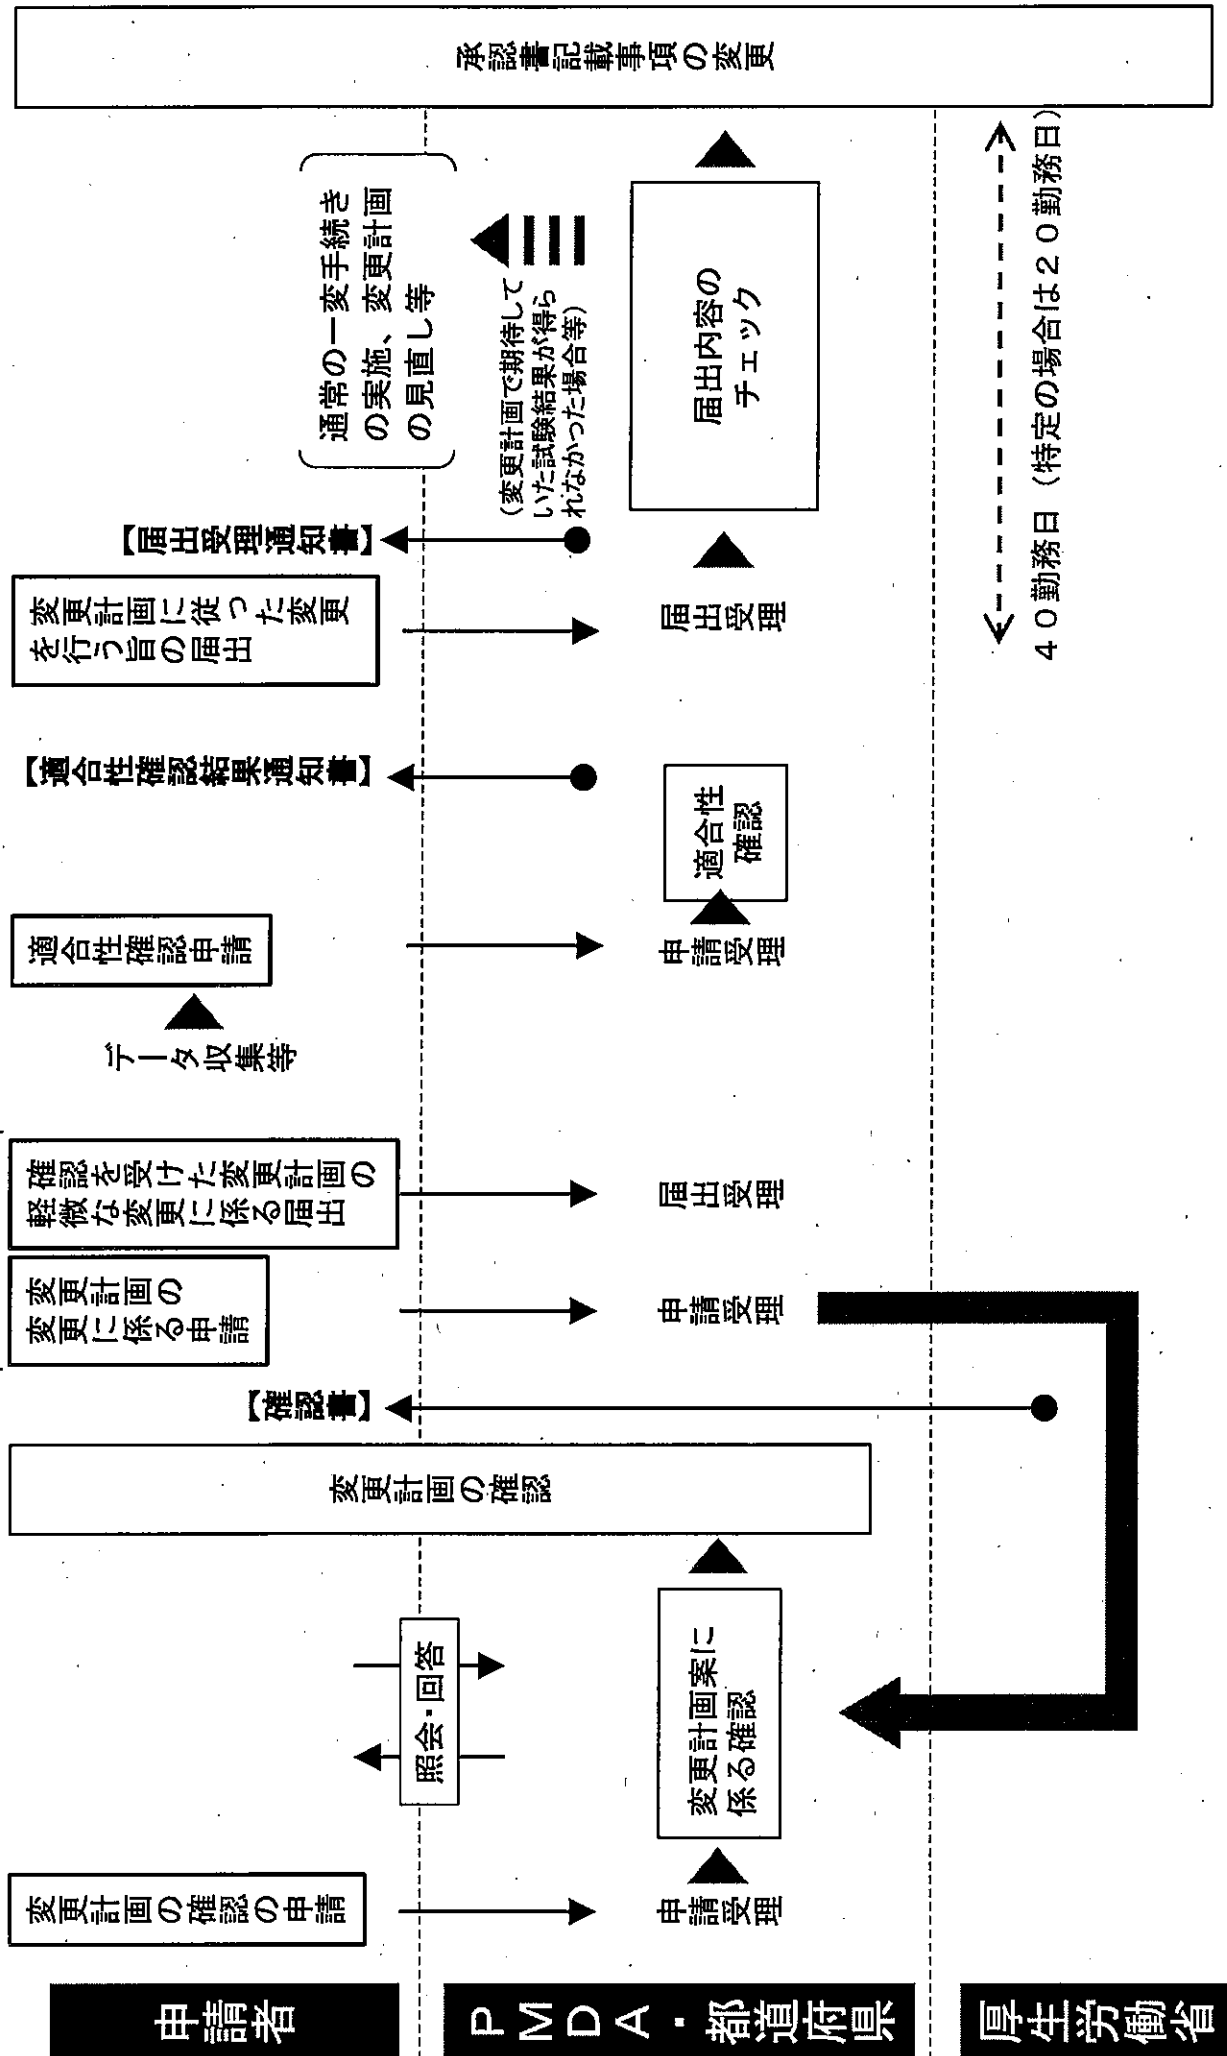 申請者
PMDA・都道府県
厚生労働省
変更計画の確認の申請
申請受理
照会・回答
変更計画案に
係る確認
変更計画の確認
【確認書】
変更計画の
変更に係る申請
申請受理
確認を受けた変更計画の
軽微な変更に係る届出
届出受理
データ収集等
適合性確認申請
申請受理
適合性
確認
【適合性確認結果通知書】
変更計画に従った変更
を行う旨の届出
届出受理
【届出受理通知書】
届出内容の
チェック
(変更計画で期待して
いた試験結果が得ら
れなかった場合等)
通常の一変手続き
の実施、変更計画
の見直し等
40勤務日(特定の場合は20勤務日)
承認書記載事項の変更